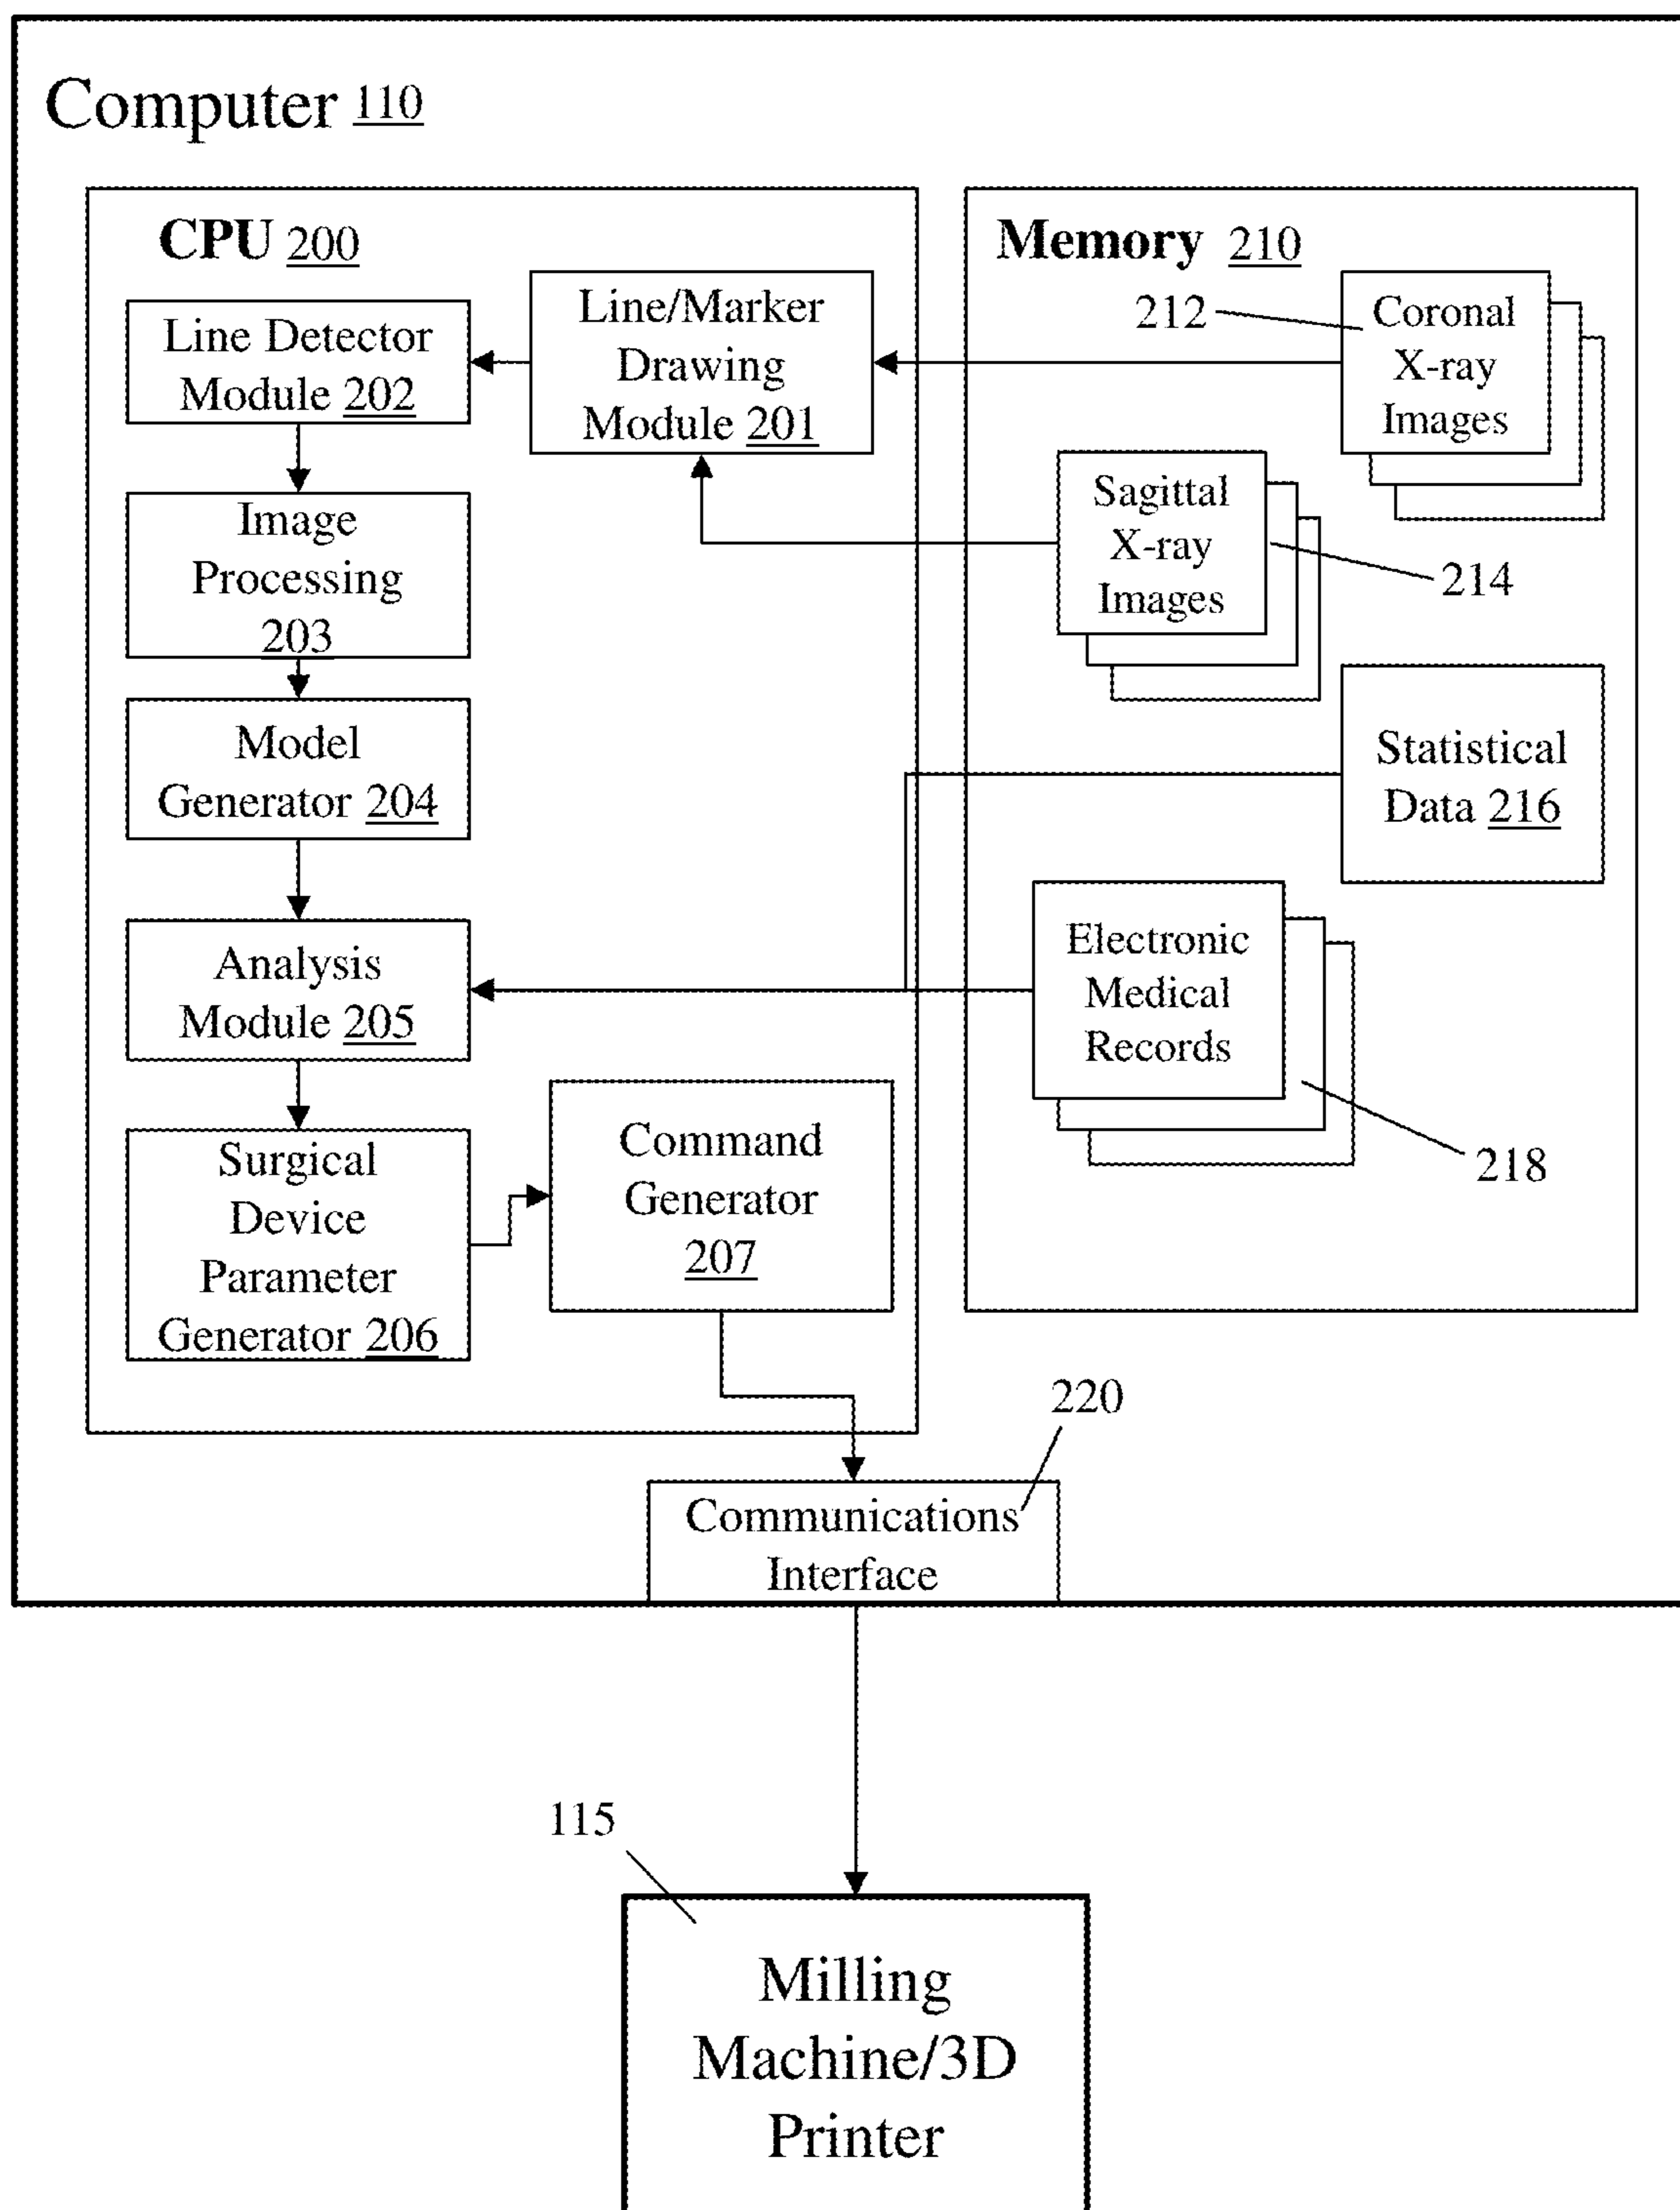 Computer 110
CPU 200
Line Detector
Module 202
Line/Marker
Drawing
Module 201
Image
Processing
203
Model
Generator 204
Analysis
Module 205
Surgical
Device
Parameter
Generator 206
Command
Generator
207
Memory 210
212
Coronal
X-ray
Images
Sagittal
X-ray
Images
214
Statistical
Data 216
Electronic
Medical
Records
218
220
Communications
Interface
115
Milling
Machine/3D
Printer